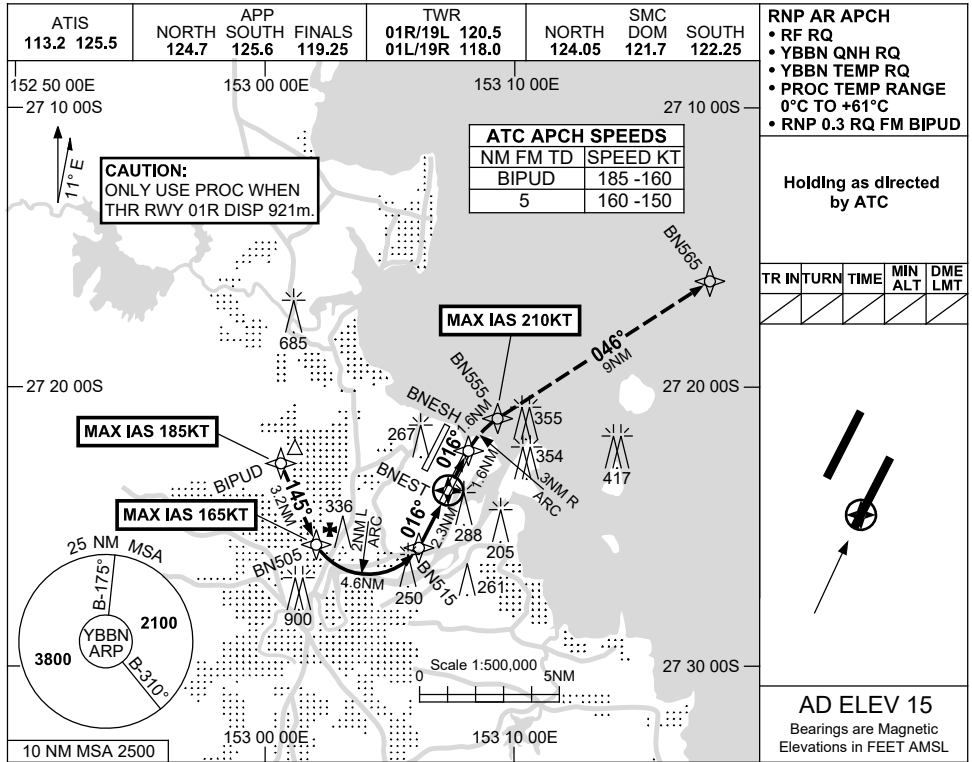 ATIS
113.2 125.5
APP
NORTH SOUTH FINALS
124.7 125.6 119.25
TWR
01R/19L 120.5
01L/19R 118.0
SMC
NORTH DOM SOUTH
124.05 121.7 122.25
RNP AR APCH
• RF RQ
• YBBN QNH RQ
• YBBN TEMP RQ
• PROC TEMP RANGE
0°C TO +61°C
• RNP 0.3 RQ FM BIPUD
Holding as directed
by ATC
TR IN TURN TIME MIN ALT DME LMT
152 50 00E
153 00 00E
153 10 00E
27 10 00S
27 10 00S
11° E
CAUTION:
ONLY USE PROC WHEN
THR RWY 01R DISP 921m.
ATC APCH SPEEDS
NM FM TD SPEED KT
BIPUD 185 -160
5 160 -150
BN565
685
MAX IAS 210KT
046°
9NM
27 20 00S
27 20 00S
BN555
BNESH
1.6NM
355
267
016°
354
417
MAX IAS 185KT
BIPUD
BNEST
1.6NM
.3NM R
ARC
145°
3.2NM
MAX IAS 165KT
336
2NM L
ARC
016°
2.3NM
288
205
BN505
4.6NM
BN515
250
261
900
25 NM MSA
B-175°
YBBN
ARP
2100
3800
B-310°
Scale 1:500,000
0 5NM
27 30 00S
153 00 00E
153 10 00E
10 NM MSA 2500
AD ELEV 15
Bearings are Magnetic
Elevations in FEET AMSL